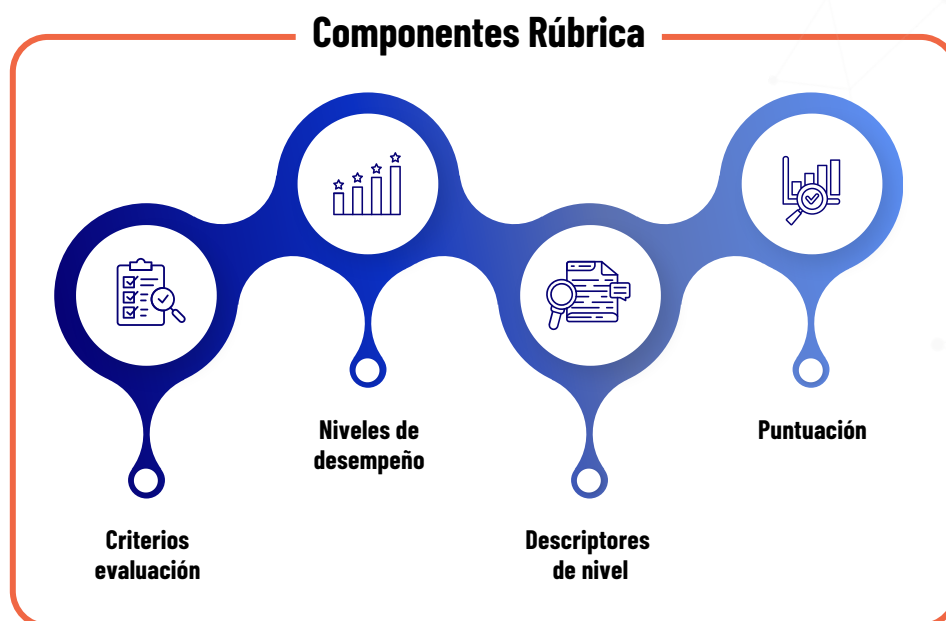 Componentes Rúbrica
Criterios
evaluación
Niveles de
desempeño
Descriptores
de nivel
Puntuación